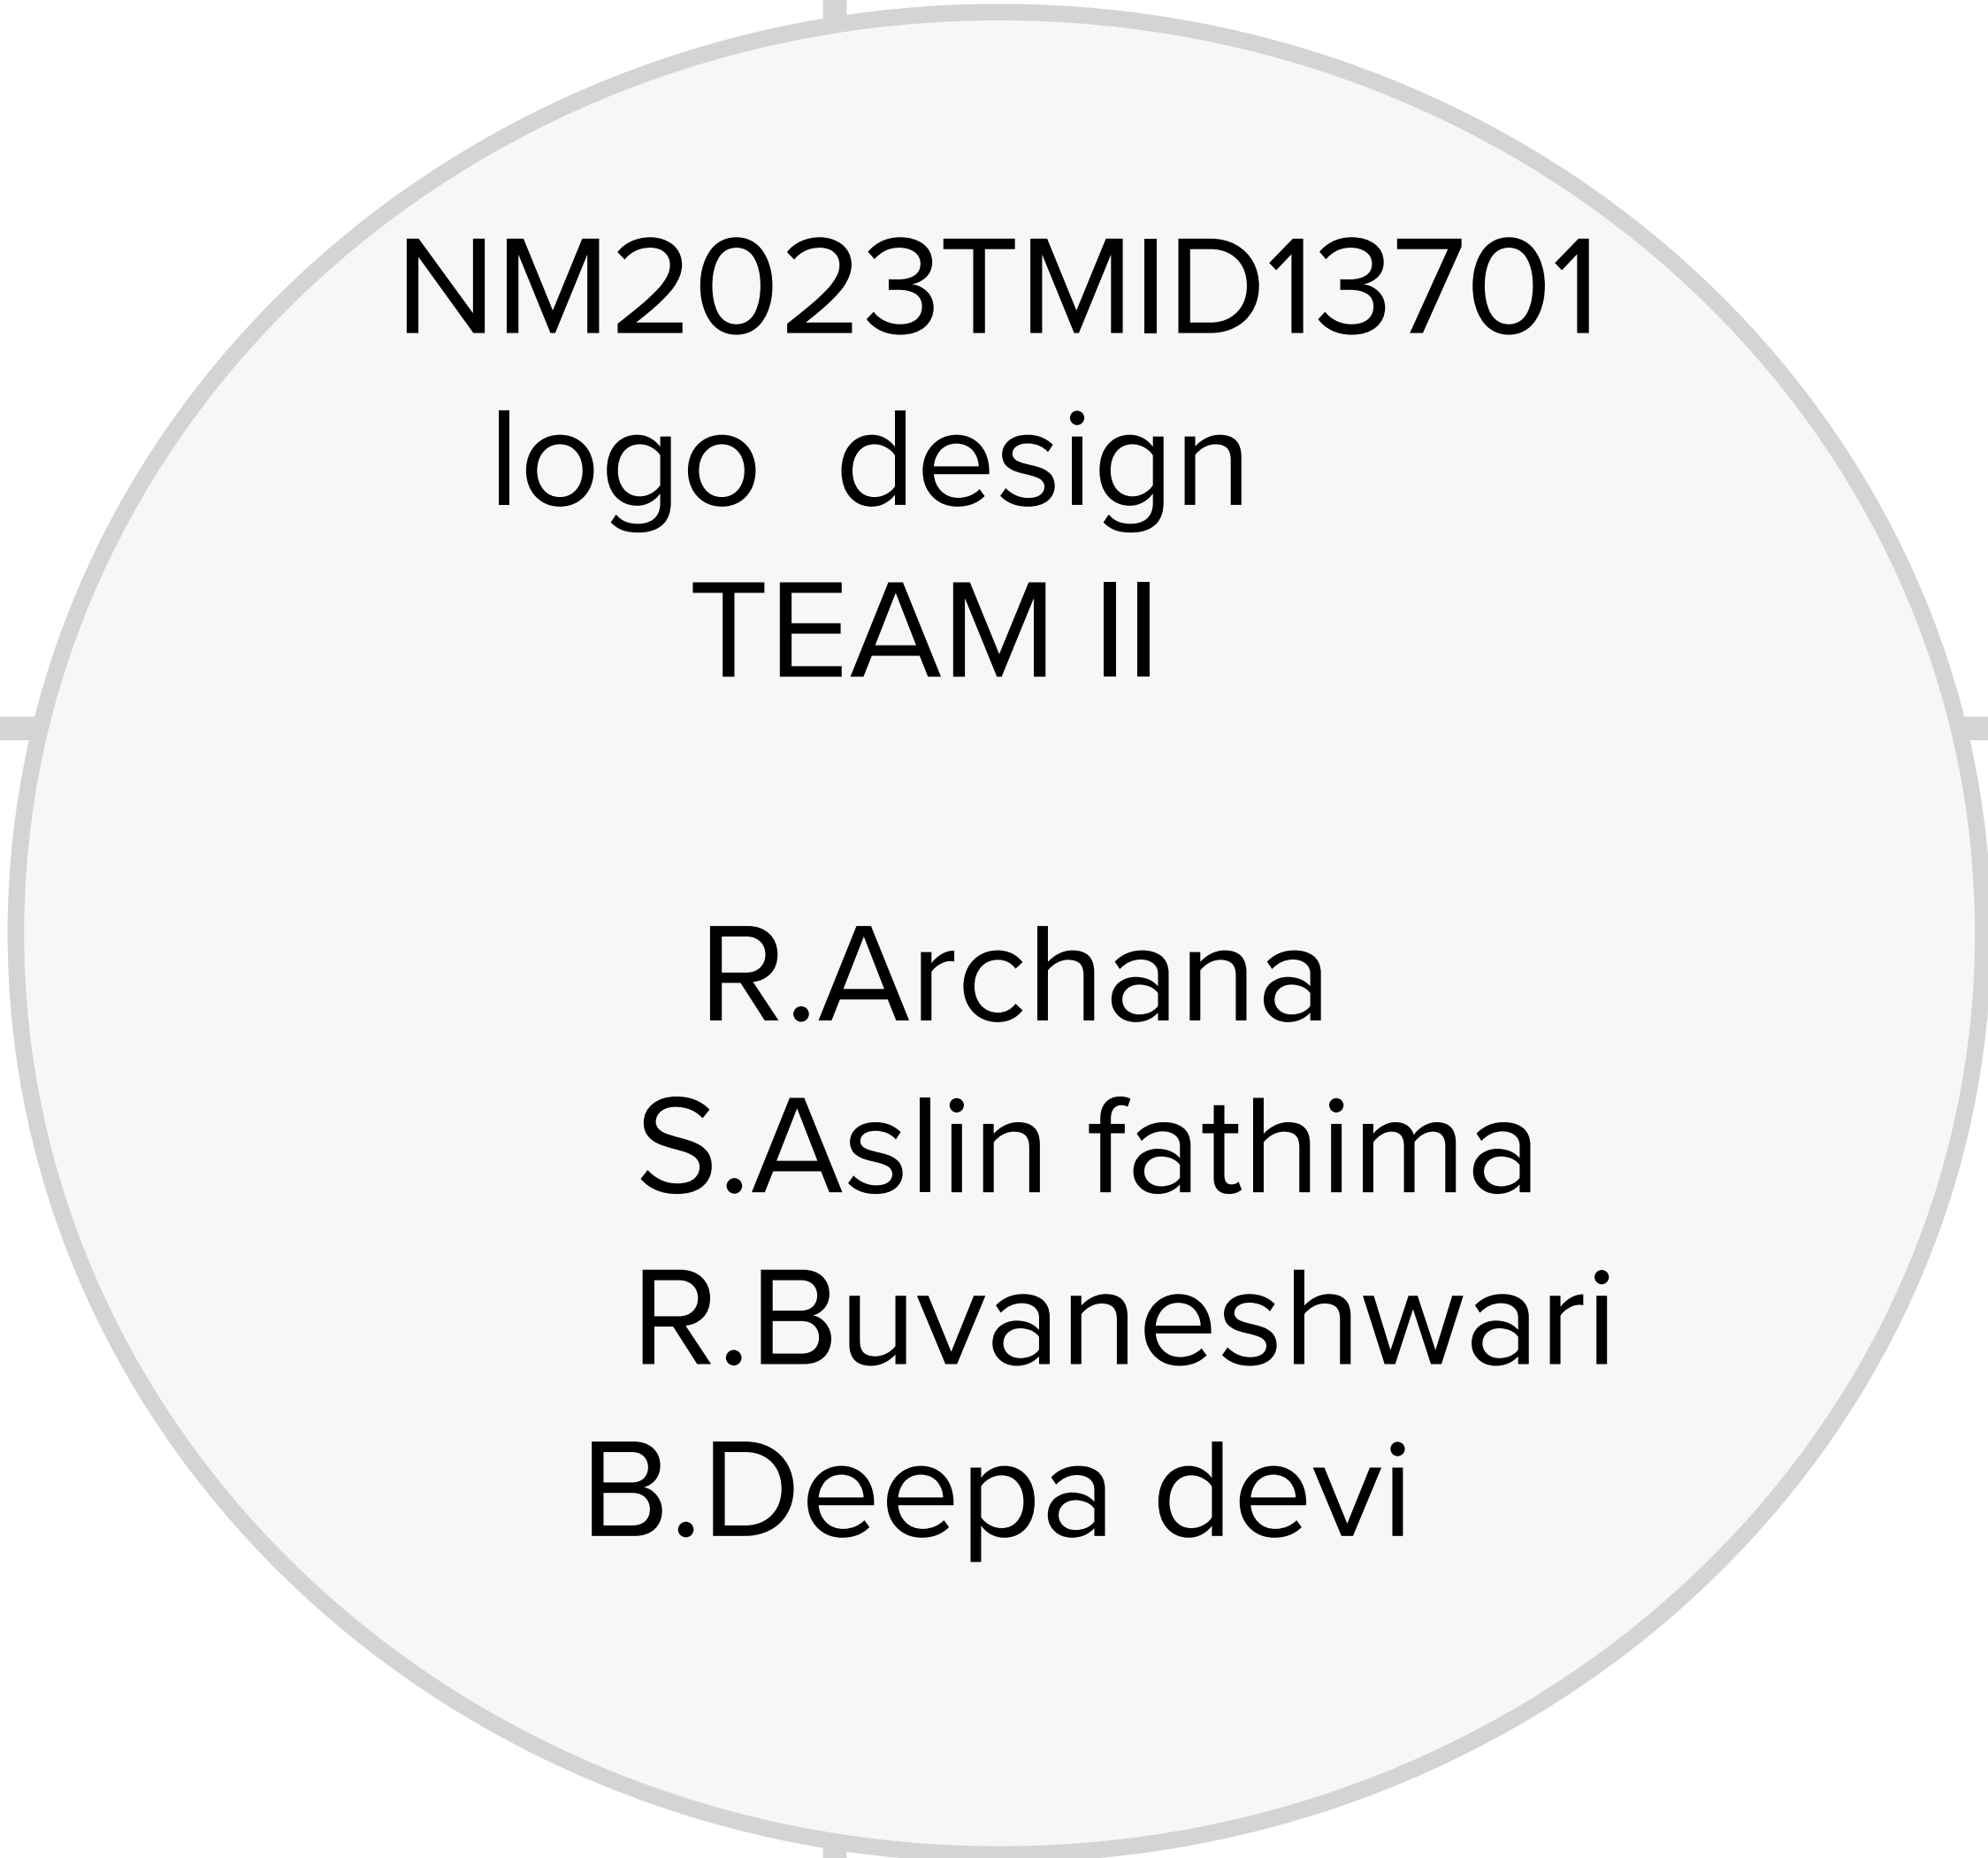 NM2023TMID13701
logo design
TEAM II
R.Archana
S.Aslin fathima
R.Buvaneshwari
B.Deepa devi